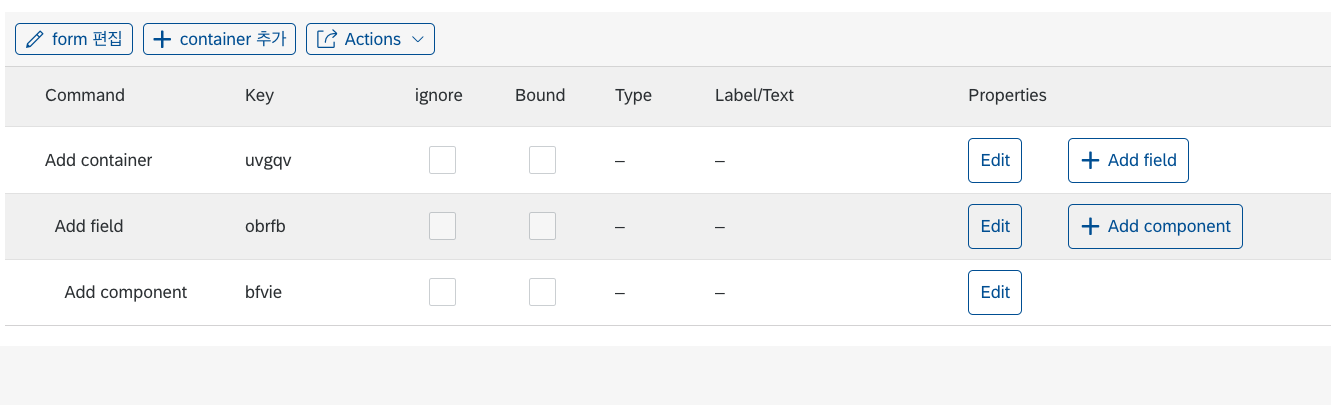 form 편집 container 추가 Actions
Command Key ignore Bound Type Label/Text Properties
Add container uvgqv – – Edit Add field
Add field obrfb – – Edit Add component
Add component bfvie – – Edit